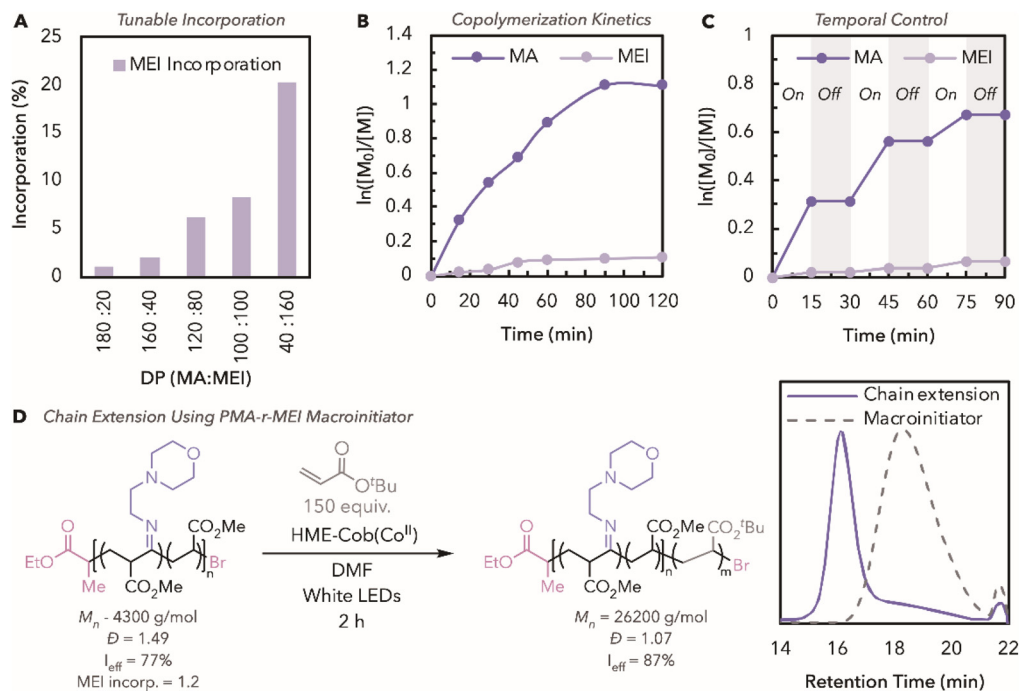 A Tunable Incorporation
25
20
15
10
5
0
Incorporation (%)
MEI Incorporation
180 :20
160 :40
120 :80
100 :100
40 :160
DP (MA:MEI)
B Copolymerization Kinetics
1.4
1.2
1
0.8
0.6
0.4
0.2
0
ln([M0]/[M])
MA MEI
0 20 40 60 80 100 120
Time (min)
C Temporal Control
1
0.8
0.6
0.4
0.2
0
ln([M0]/[M])
MA MEI
On Off On Off On Off
0 15 30 45 60 75 90
Time (min)
D Chain Extension Using PMA-r-MEI Macroinitiator
O
N
N
O
EtO
Me
CO2Me
CO2Me
n
Br
Mn - 4300 g/mol
Đ = 1.49
Ieff = 77%
MEI incorp. = 1.2
O
OtBu
150 equiv.
HME-Cob(CoII)
DMF
White LEDs
2 h
O
N
N
O
EtO
Me
CO2Me
CO2Me
CO2tBu
n
m
Br
Mn = 26200 g/mol
Đ = 1.07
Ieff = 87%
Chain extension
Macroinitiator
14 16 18 20 22
Retention Time (min)